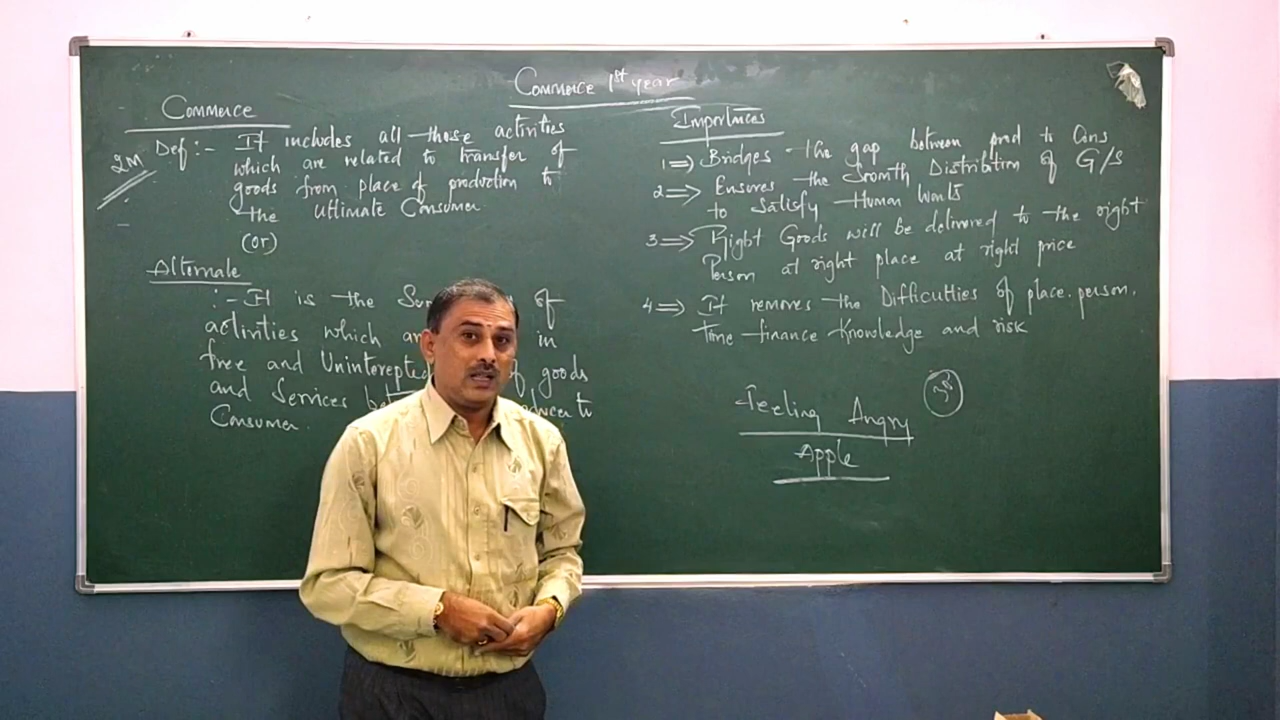 Commerce 1st year
Commerce
2M
Def:- It includes all those activities
which are related to transfer of
goods from place of production to
the Ultimate Consumer
(or)
Alternate
:- It is the of
activities which in
free and Uninterepted of goods
and Services to
Consumer.
Importnces
1⇒ Bridges the gap between prod to Cons
2⇒ Ensures the Smoth Distribution of G/S
to Satisfy Human Wants
3⇒ Right Goods will be delivered to the right
Person at right place at right price
4⇒ It removes the Difficulties of place. person.
Time finance Knowledge and risk
Feeling Angry
Apple